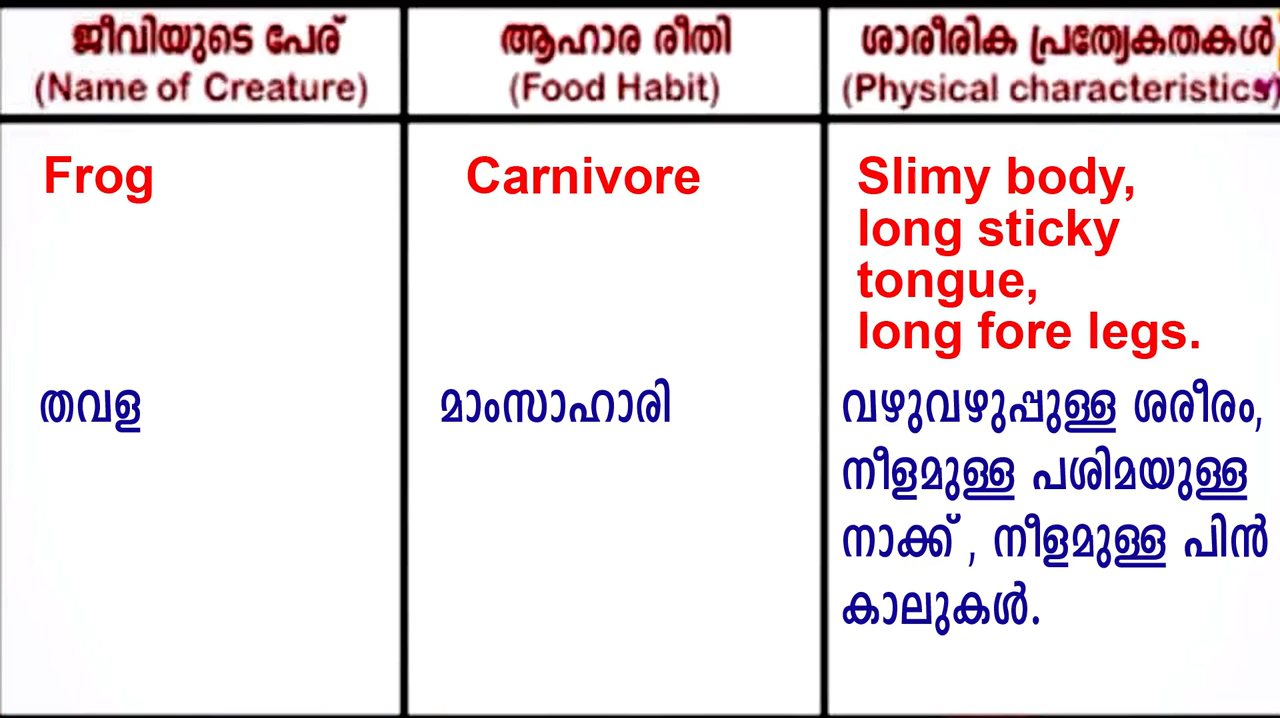 ജീവിയുടെ പേര്
(Name of Creature)
ആഹാര രീതി
(Food Habit)
ശാരീരിക പ്രത്യേകതകൾ
(Physical characteristics)
Frog
Carnivore
Slimy body,
long sticky
tongue,
long fore legs.
തവള
മാംസാഹാരി
വഴുവഴുപ്പുള്ള ശരീരം,
നീളമുള്ള പശിമയുള്ള
നാക്ക് , നീളമുള്ള പിൻ
കാലുകൾ.